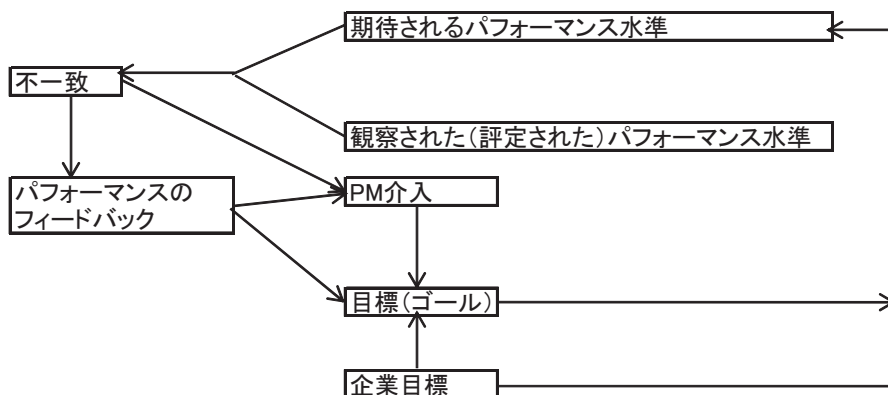 期待されるパフォーマンス水準
不一致
観察された(評定された)パフォーマンス水準
パフォーマンスの
フィードバック
PM介入
目標(ゴール)
企業目標